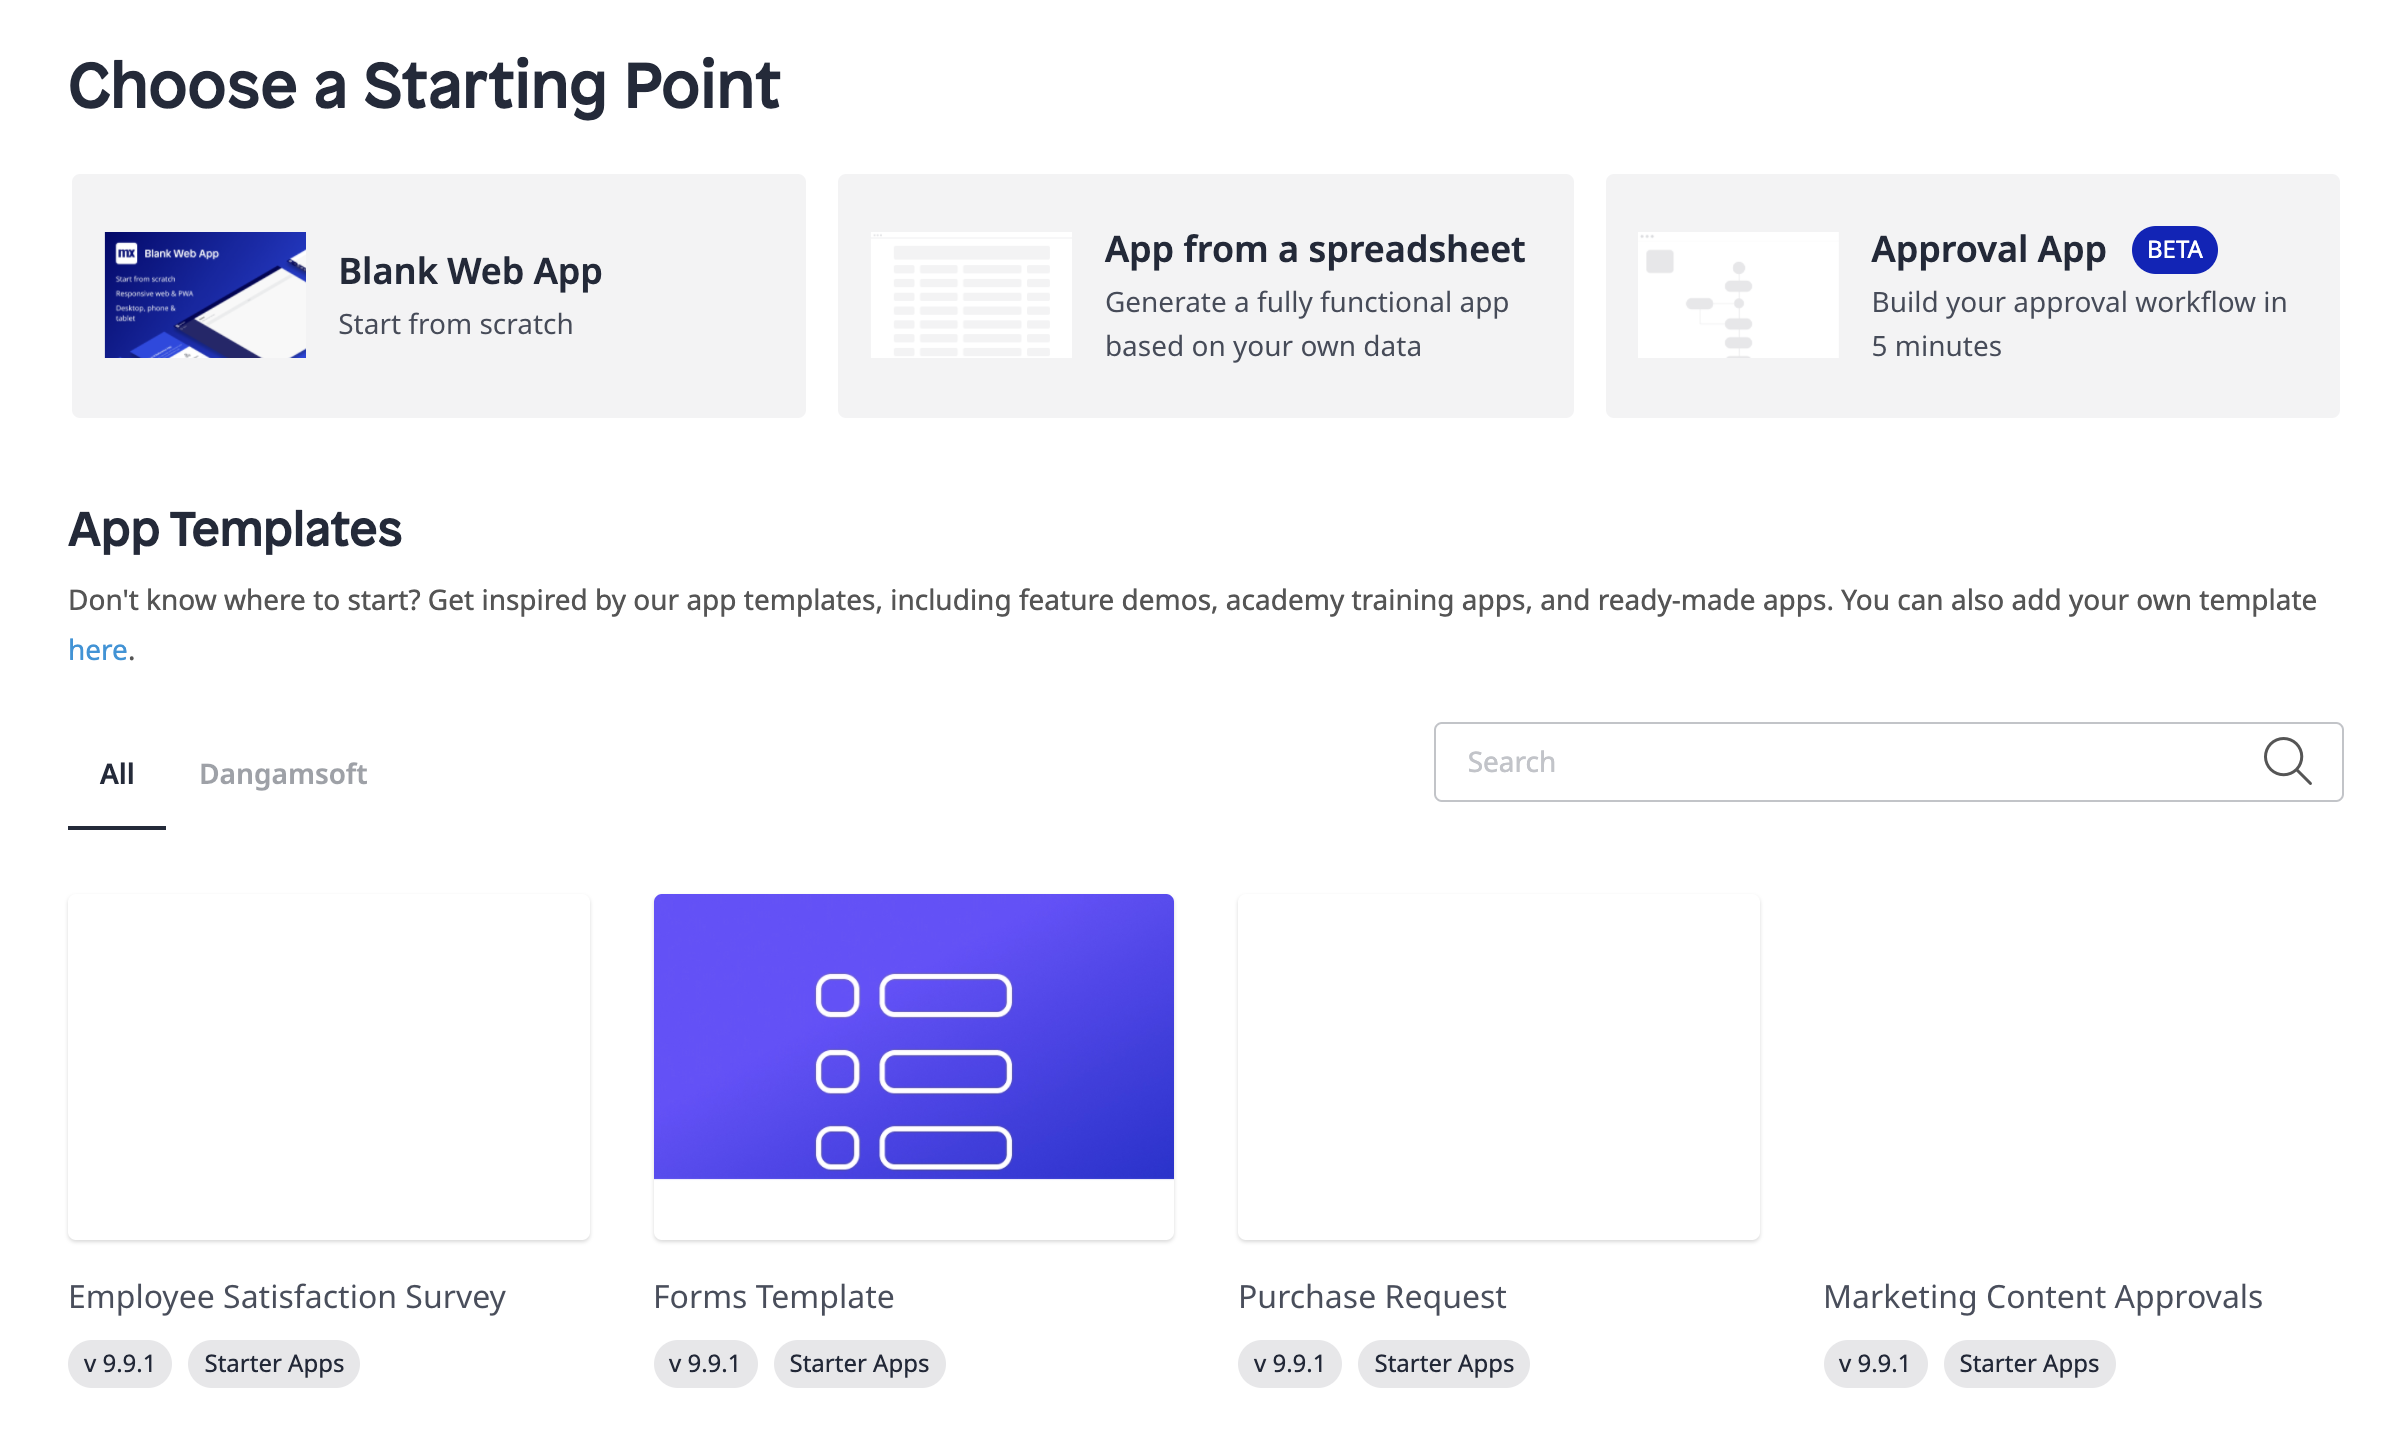 Choose a Starting Point
mx Blank Web App
Start from scratch
Responsive web & PWA
Desktop, phone &
tablet
Blank Web App
Start from scratch
App from a spreadsheet
Generate a fully functional app
based on your own data
Approval App BETA
Build your approval workflow in
5 minutes
App Templates
Don't know where to start? Get inspired by our app templates, including feature demos, academy training apps, and ready-made apps. You can also add your own template
here.
All Dangamsoft
Search
Employee Satisfaction Survey
v 9.9.1 Starter Apps
Forms Template
v 9.9.1 Starter Apps
Purchase Request
v 9.9.1 Starter Apps
Marketing Content Approvals
v 9.9.1 Starter Apps